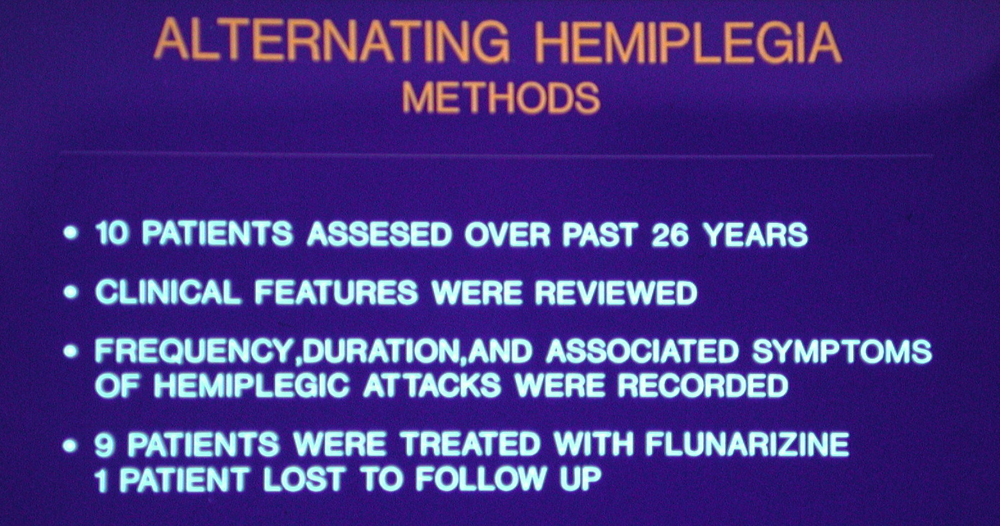 ALTERNATING HEMIPLEGIA
METHODS
• 10 PATIENTS ASSESED OVER PAST 26 YEARS
• CLINICAL FEATURES WERE REVIEWED
• FREQUENCY,DURATION,AND ASSOCIATED SYMPTOMS
OF HEMIPLEGIC ATTACKS WERE RECORDED
• 9 PATIENTS WERE TREATED WITH FLUNARIZINE
1 PATIENT LOST TO FOLLOW UP